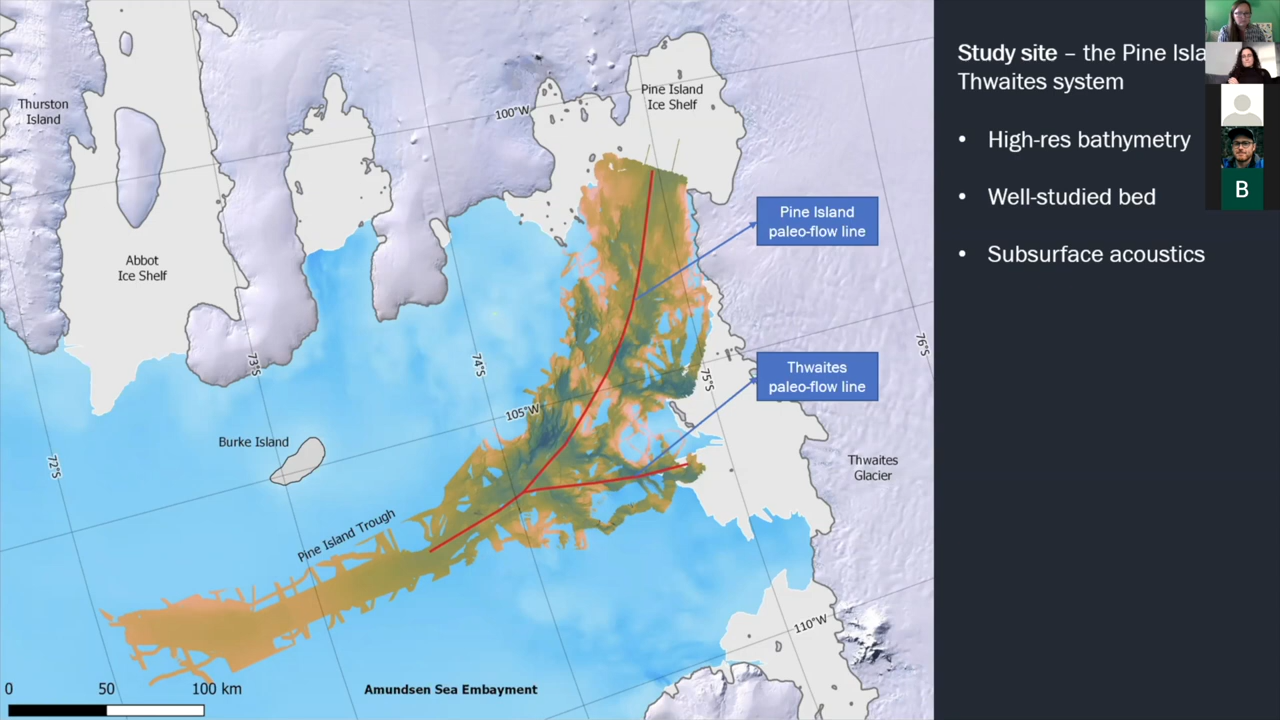 Study site – the Pine Isla
Thwaites system
• High-res bathymetry
• Well-studied bed
• Subsurface acoustics
B
Thurston
Island
100°W
Pine Island
Ice Shelf
Pine Island
paleo-flow line
Abbot
Ice Shelf
73°S
74°S
75°S
76°S
Thwaites
paleo-flow line
105°W
Burke Island
72°S
Thwaites
Glacier
Pine Island Trough
110°W
0 50 100 km
Amundsen Sea Embayment